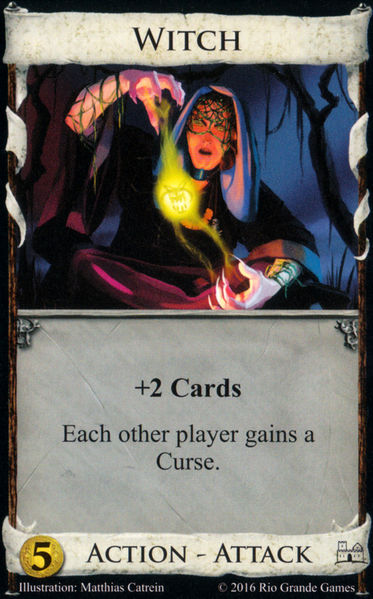 Witch
+2 Cards
Each other player gains a
Curse.
5 Action - Attack
Illustration: Matthias Catrein © 2016 Rio Grande Games